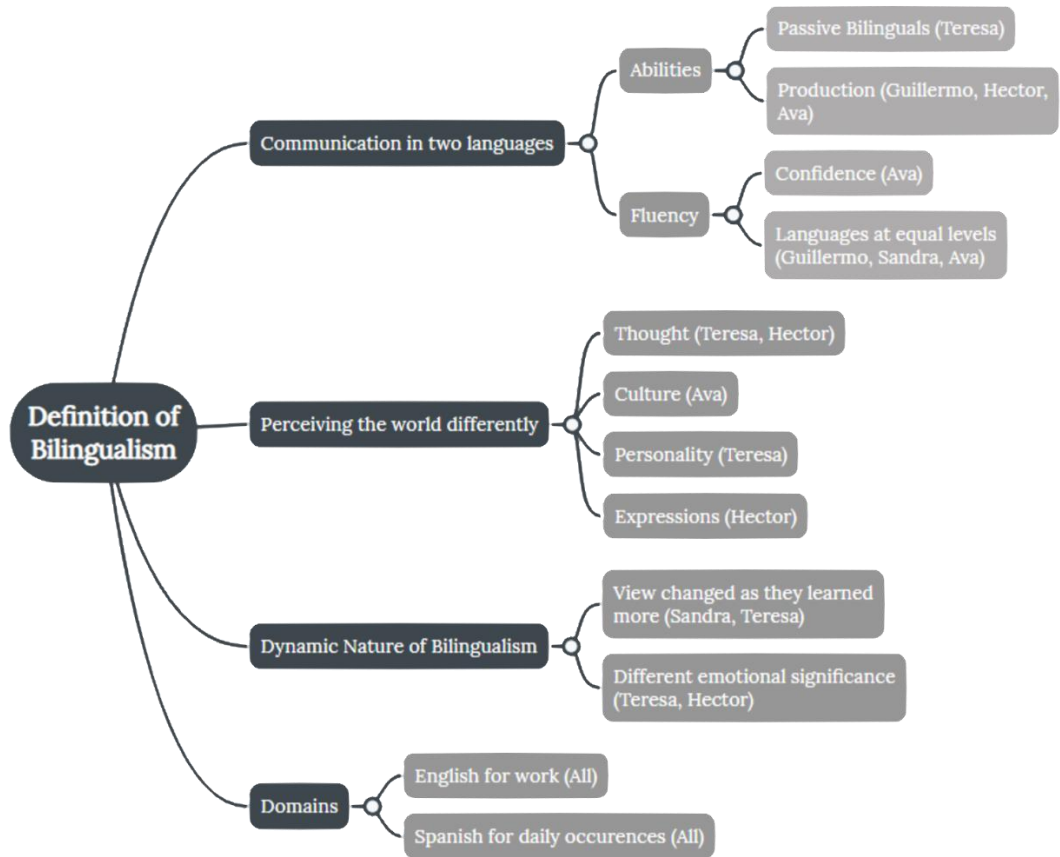 Definition of
Bilingualism
Communication in two languages
Abilities
Passive Bilinguals (Teresa)
Production (Guillermo, Hector,
Ava)
Fluency
Confidence (Ava)
Languages at equal levels
(Guillermo, Sandra, Ava)
Perceiving the world differently
Thought (Teresa, Hector)
Culture (Ava)
Personality (Teresa)
Expressions (Hector)
Dynamic Nature of Bilingualism
View changed as they learned
more (Sandra, Teresa)
Different emotional significance
(Teresa, Hector)
Domains
English for work (All)
Spanish for daily occurences (All)